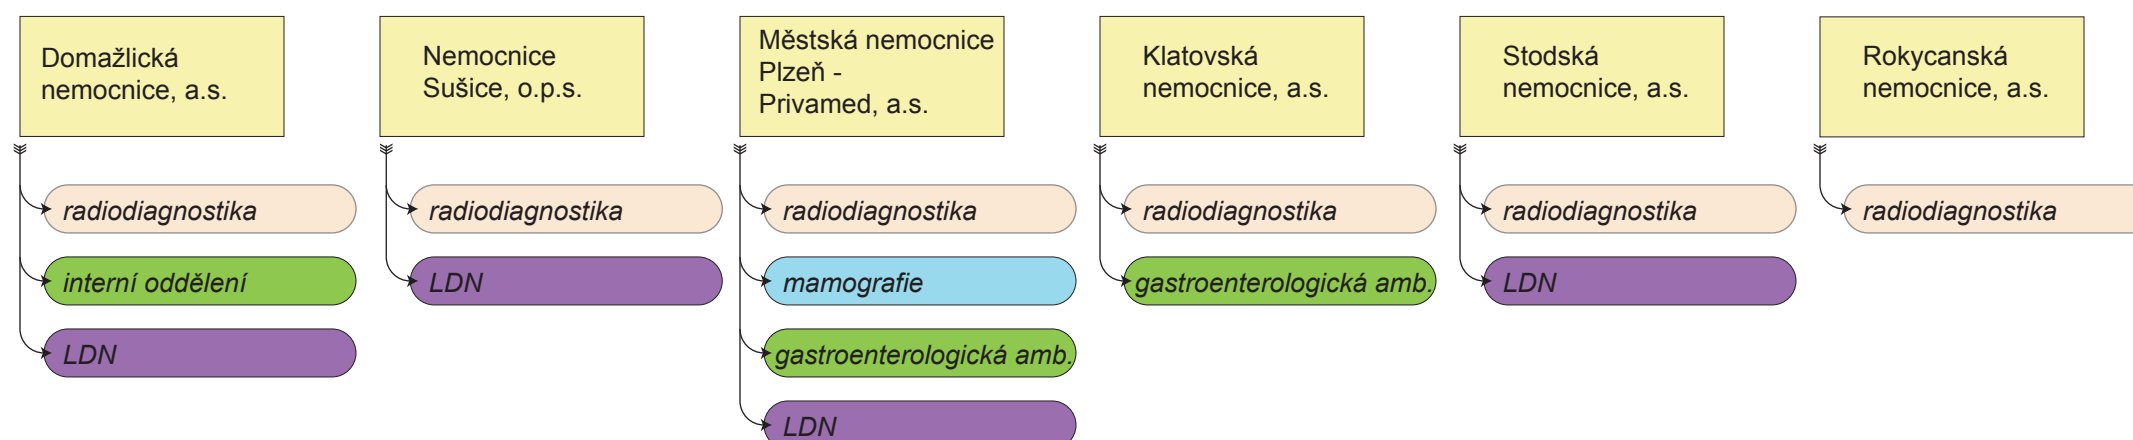 Domažlická
nemocnice, a.s.
radiodiagnostika
interní oddělení
LDN
Nemocnice
Sušice, o.p.s.
radiodiagnostika
LDN
Městská nemocnice
Plzeň -
Privamed, a.s.
radiodiagnostika
mamografie
gastroenterologická amb.
LDN
Klatovská
nemocnice, a.s.
radiodiagnostika
gastroenterologická amb.
Stodská
nemocnice, a.s.
radiodiagnostika
LDN
Rokycanská
nemocnice, a.s.
radiodiagnostika